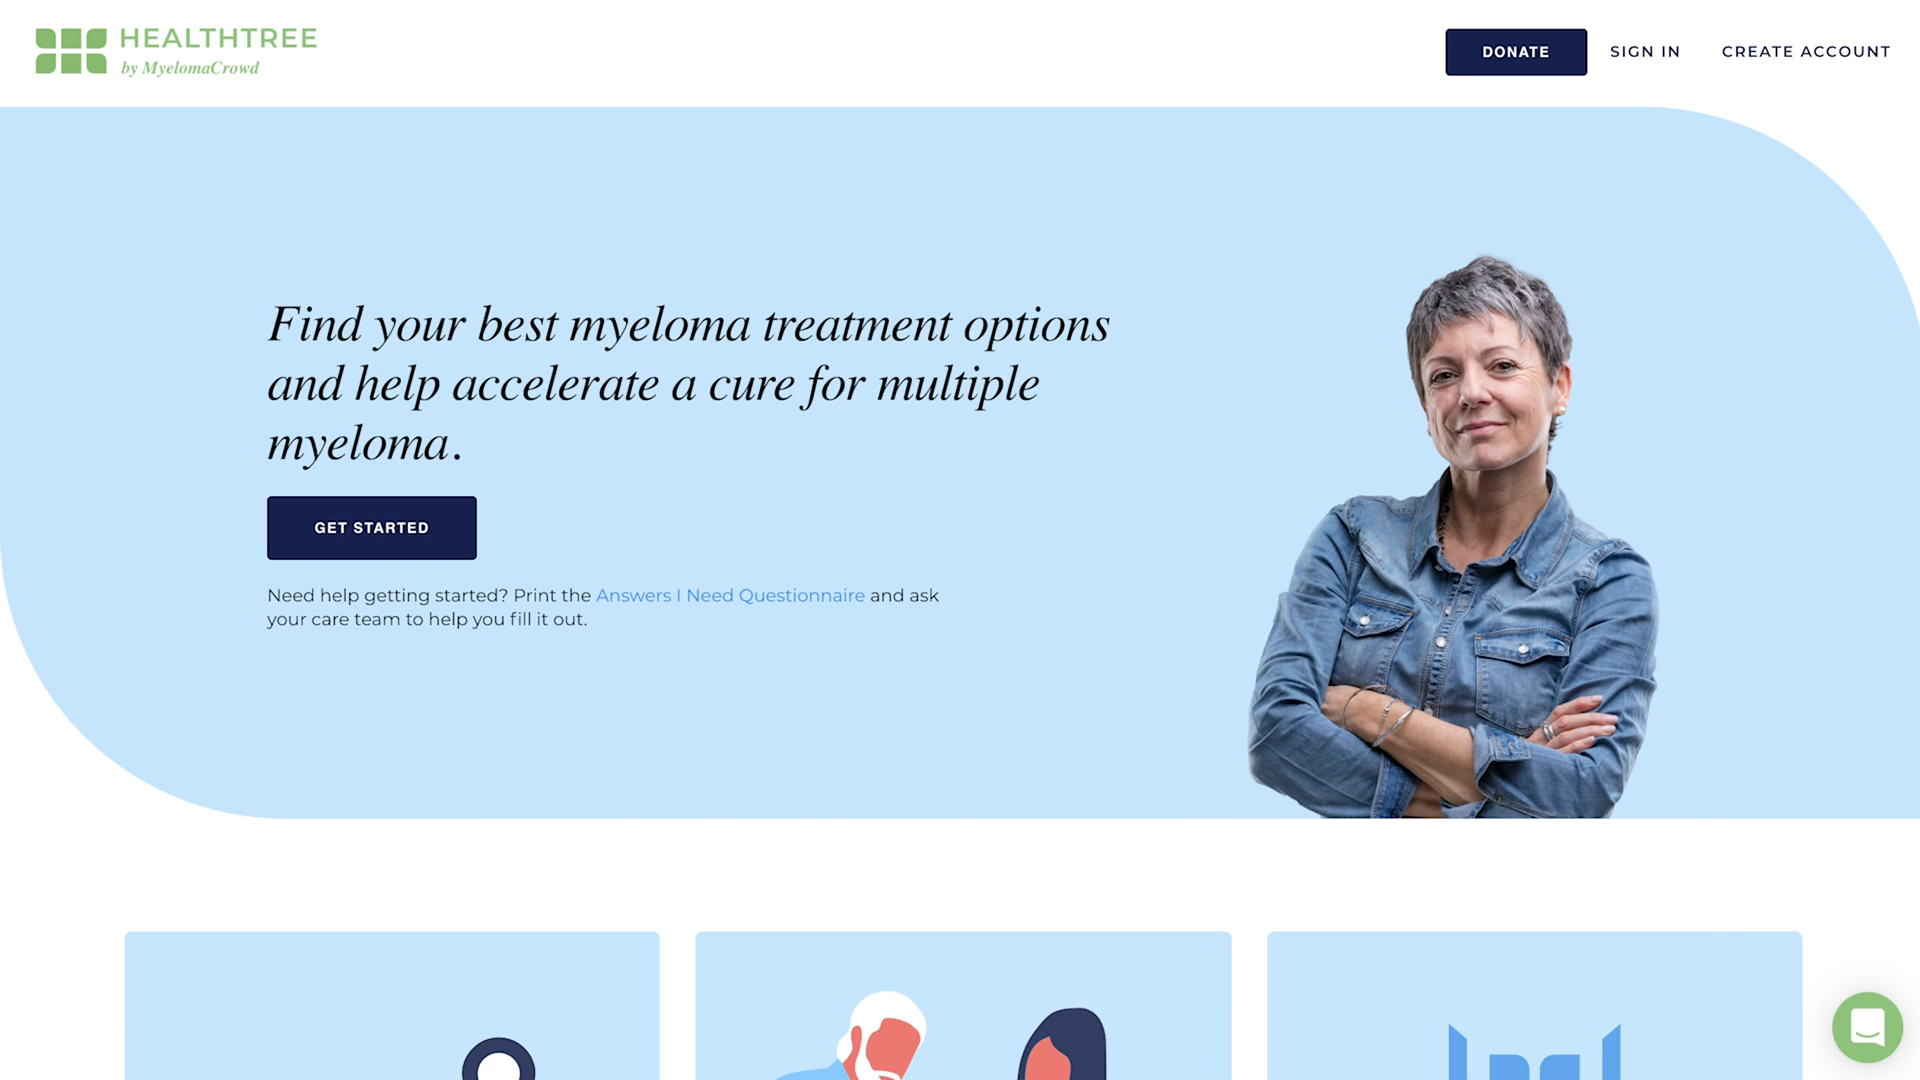 HEALTHTREE
by MyelomaCrowd
DONATE
SIGN IN
CREATE ACCOUNT
Find your best myeloma treatment options
and help accelerate a cure for multiple
myeloma.
GET STARTED
Need help getting started? Print the Answers I Need Questionnaire and ask
your care team to help you fill it out.